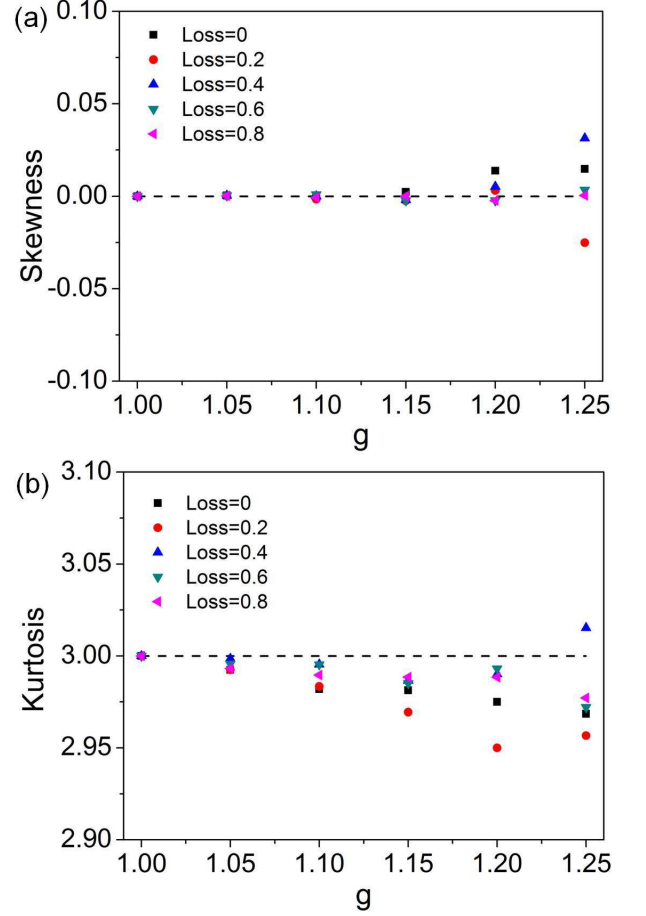 (a)
0.10
0.05
0.00
-0.05
-0.10
Skewness
Loss=0
Loss=0.2
Loss=0.4
Loss=0.6
Loss=0.8
1.00 1.05 1.10 1.15 1.20 1.25
g
(b)
3.10
3.05
3.00
2.95
2.90
Kurtosis
Loss=0
Loss=0.2
Loss=0.4
Loss=0.6
Loss=0.8
1.00 1.05 1.10 1.15 1.20 1.25
g